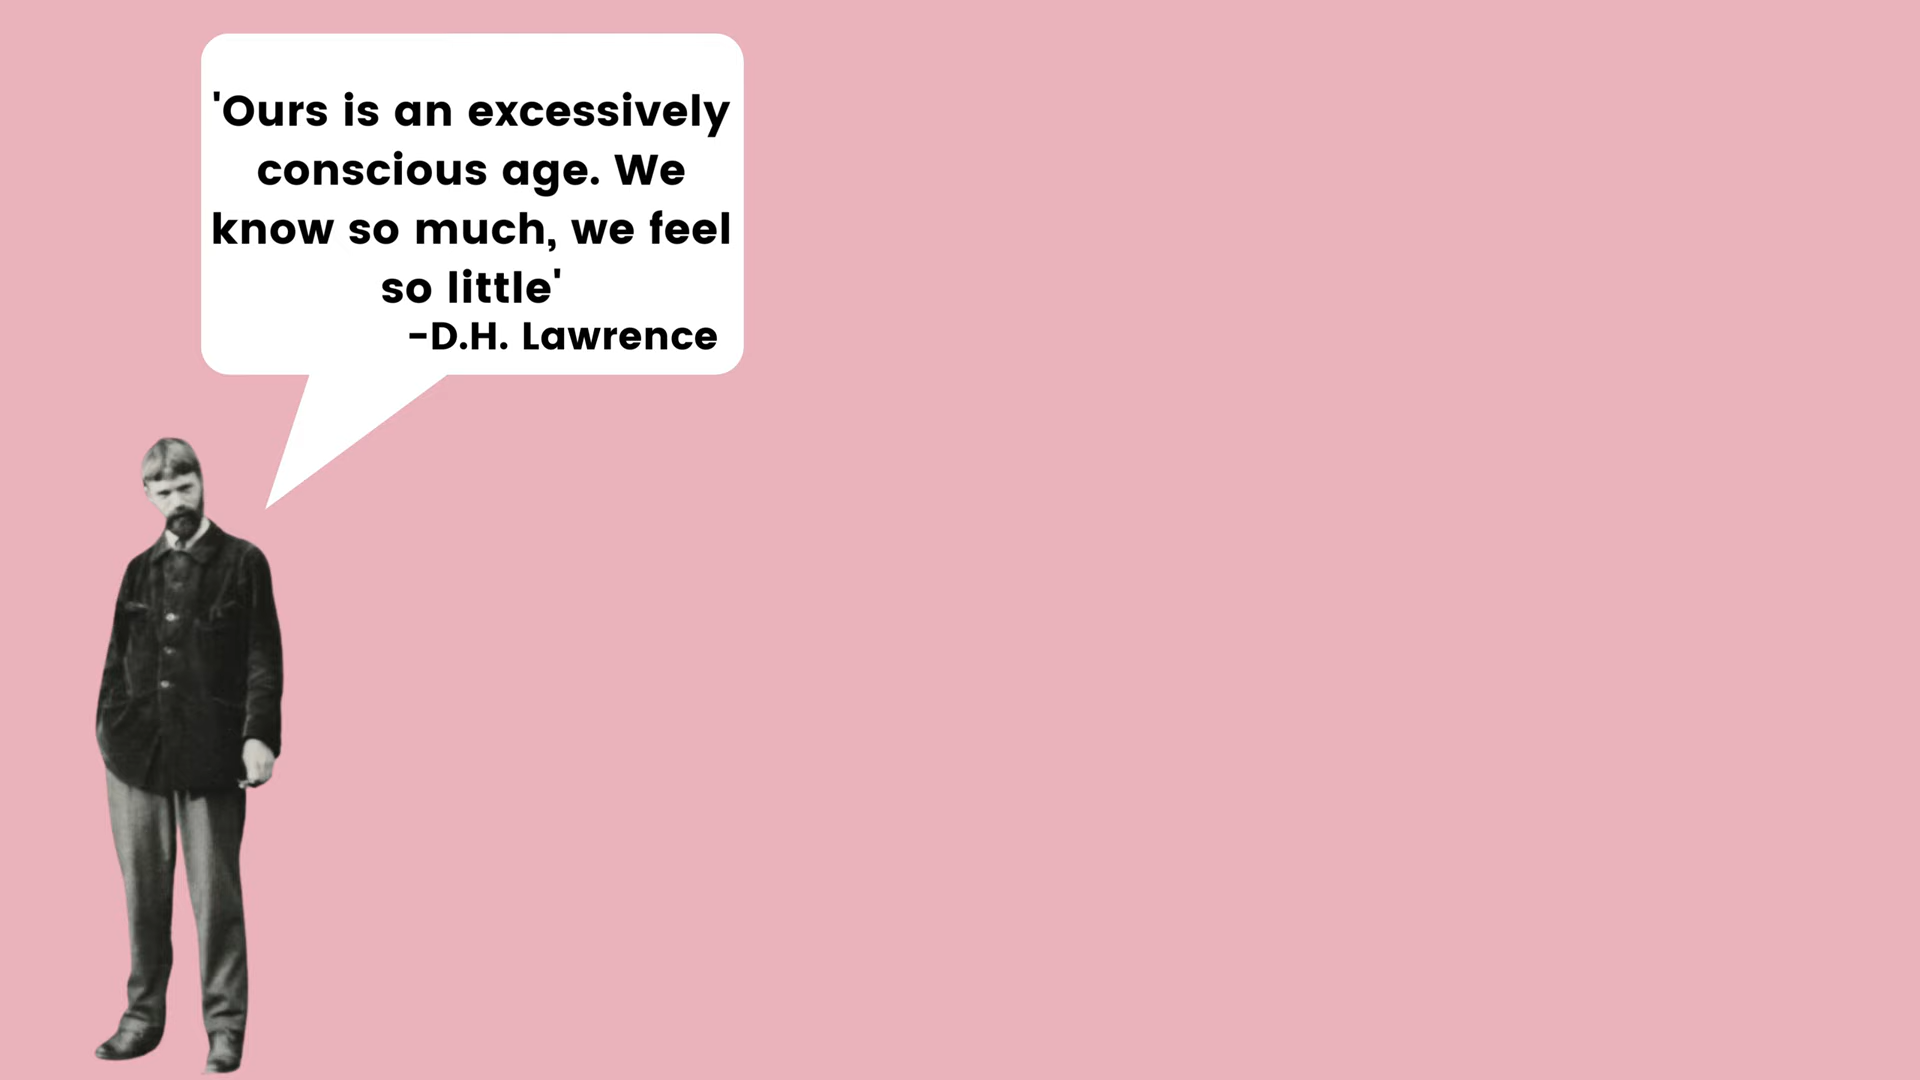 'Ours is an excessively
conscious age. We
know so much, we feel
so little'
-D.H. Lawrence